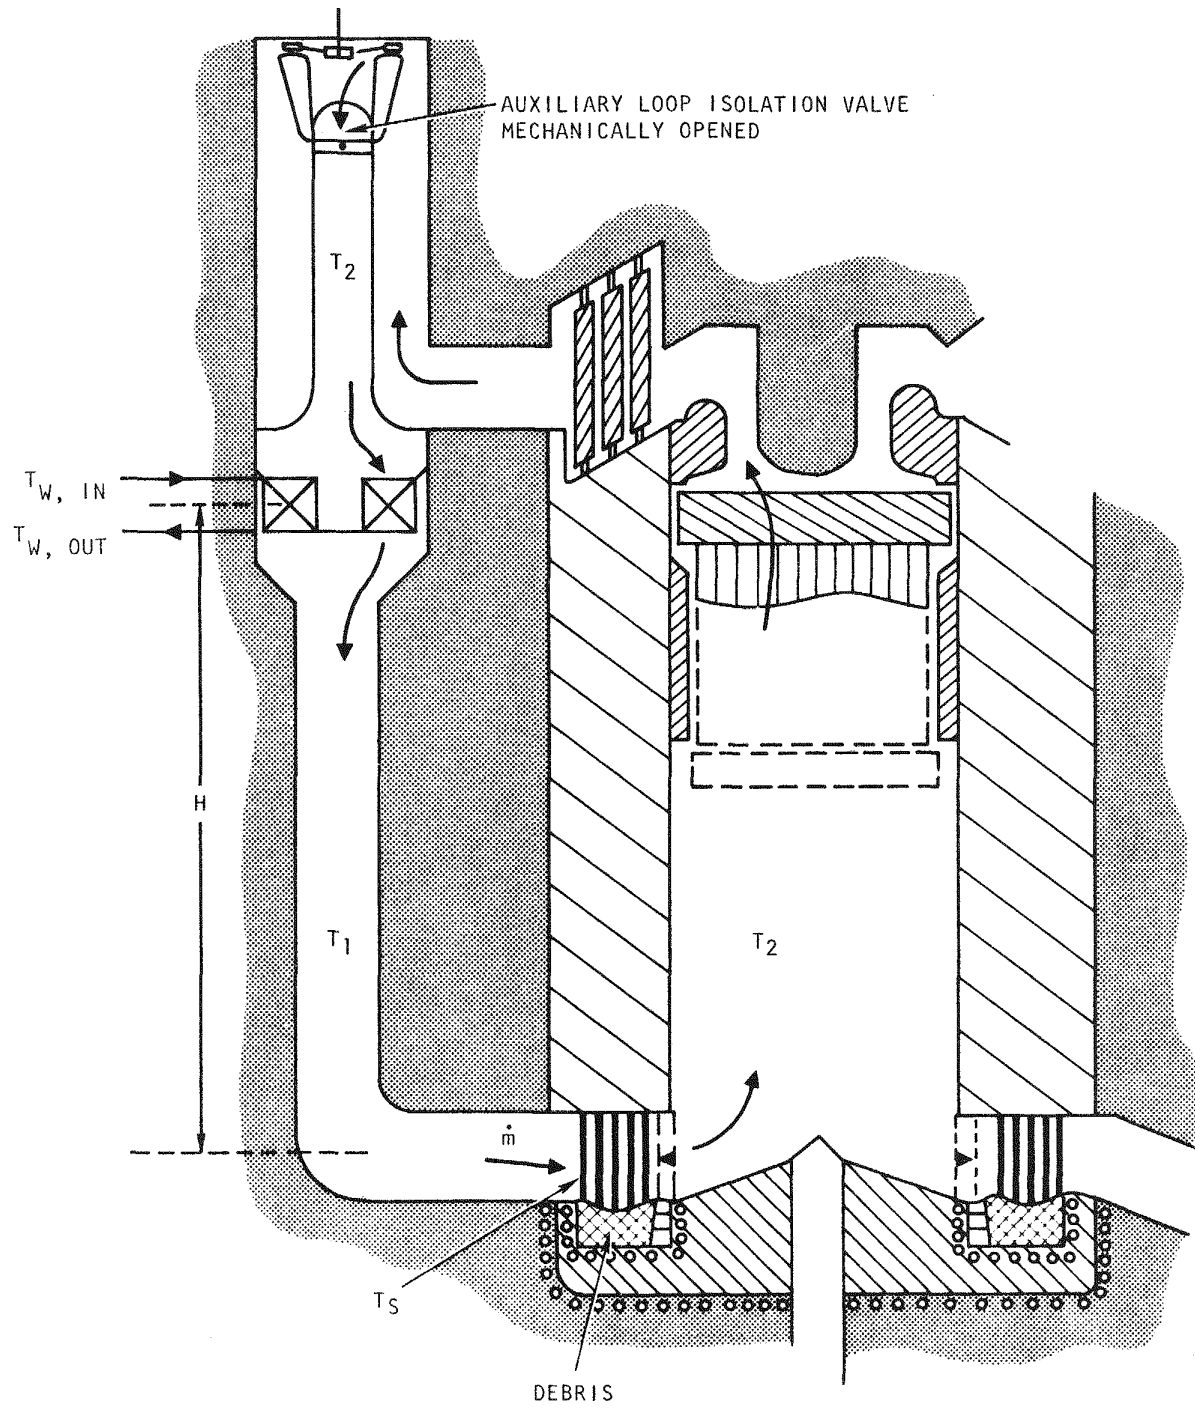 AUXILIARY LOOP ISOLATION VALVE
MECHANICALLY OPENED
T2
TW, IN
TW, OUT
H
T1
T2
ṁ
TS
DEBRIS